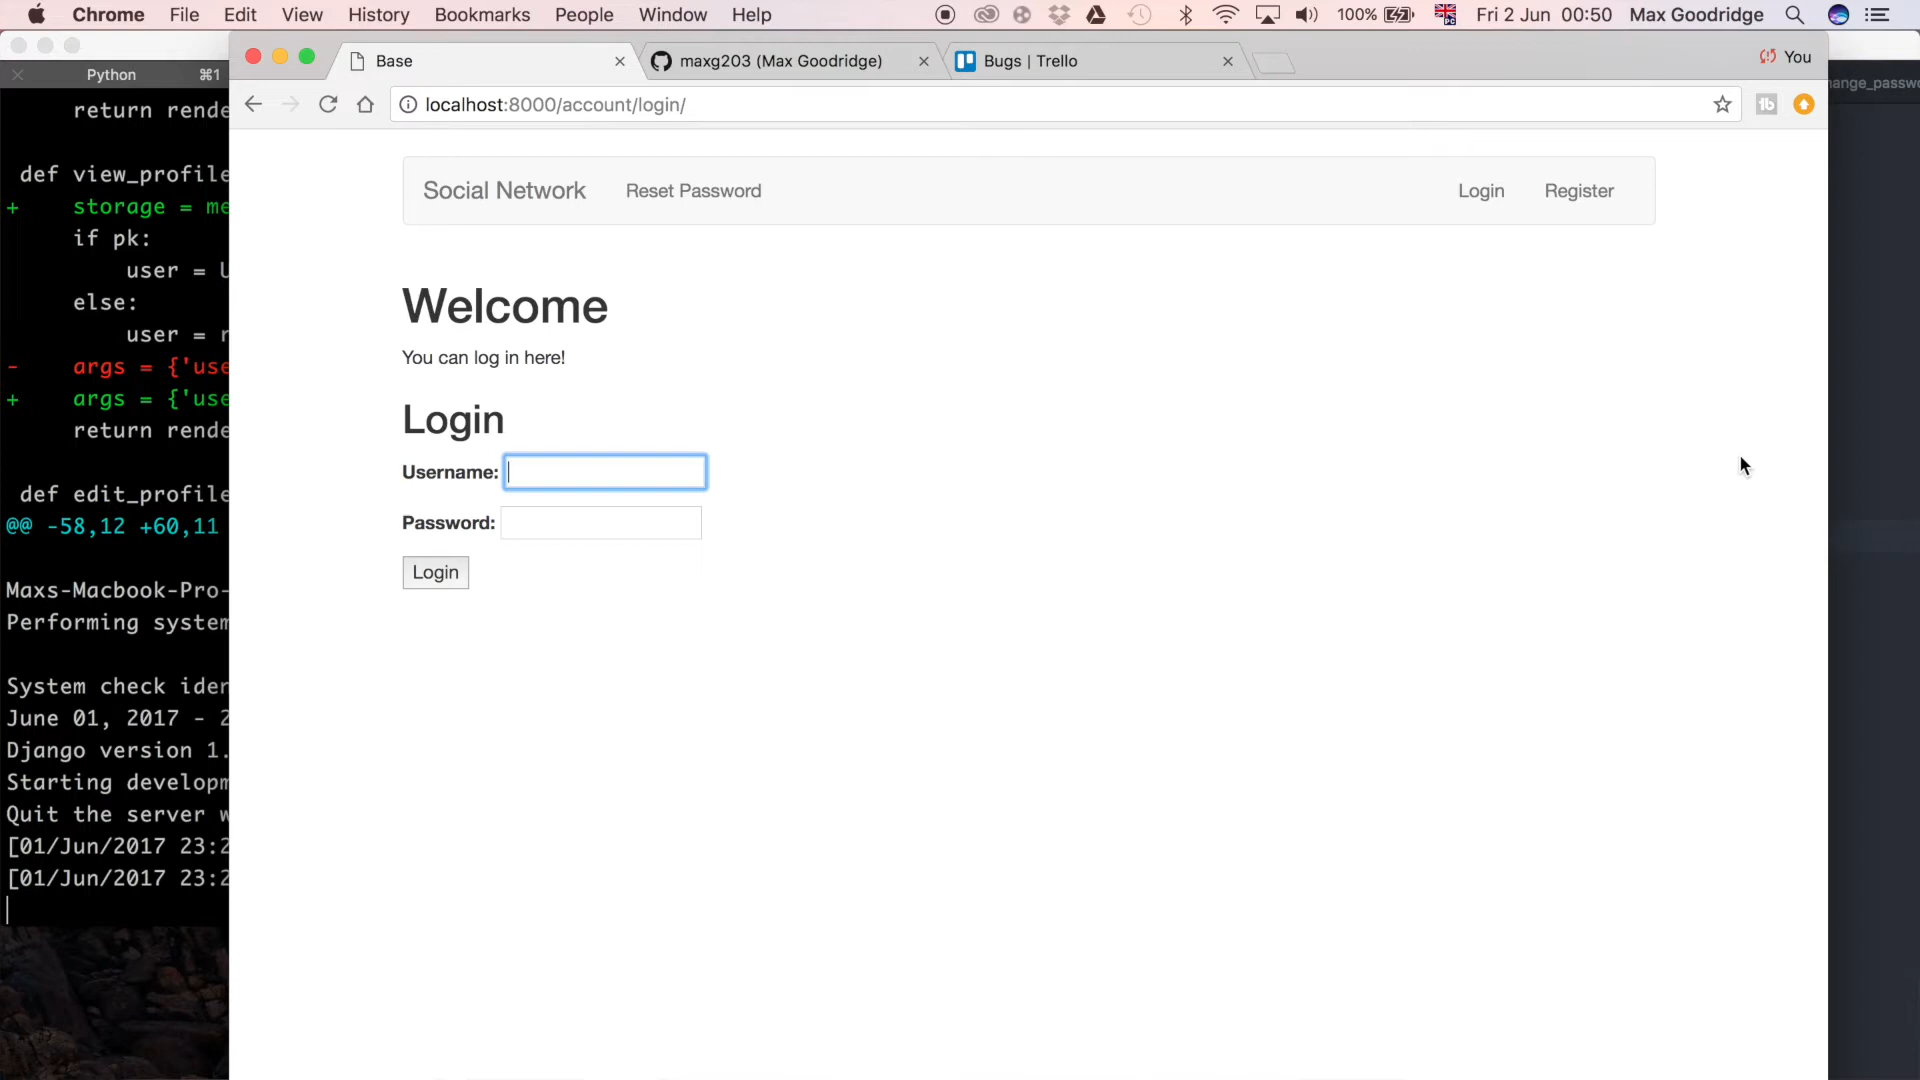 Chrome File Edit View History Bookmarks People Window Help 100% Fri 2 Jun 00:50 Max Goodridge
Python ⌘1
Base maxg203 (Max Goodridge) Bugs | Trello You
localhost:8000/account/login/
Social Network Reset Password Login Register
Welcome
You can log in here!
Login
Username:
Password:
Login
return rende
def view_profile
+ storage = me
if pk:
user = U
else:
user = r
- args = {'use
+ args = {'use
return rende
def edit_profile
@@ -58,12 +60,11
Maxs-Macbook-Pro-
Performing system
System check iden
June 01, 2017 - 2
Django version 1.
Starting developm
Quit the server w
[01/Jun/2017 23:2
[01/Jun/2017 23:2